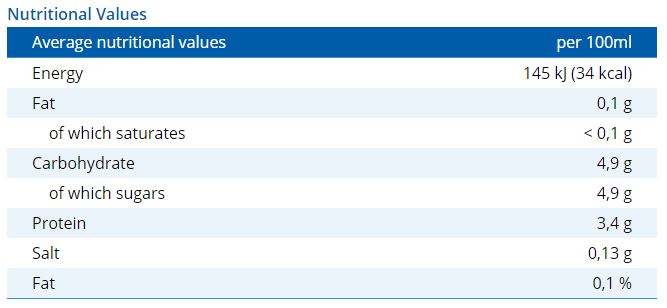 Nutritional Values
Average nutritional values per 100ml
Energy 145 kJ (34 kcal)
Fat 0,1 g
of which saturates < 0,1 g
Carbohydrate 4,9 g
of which sugars 4,9 g
Protein 3,4 g
Salt 0,13 g
Fat 0,1 %